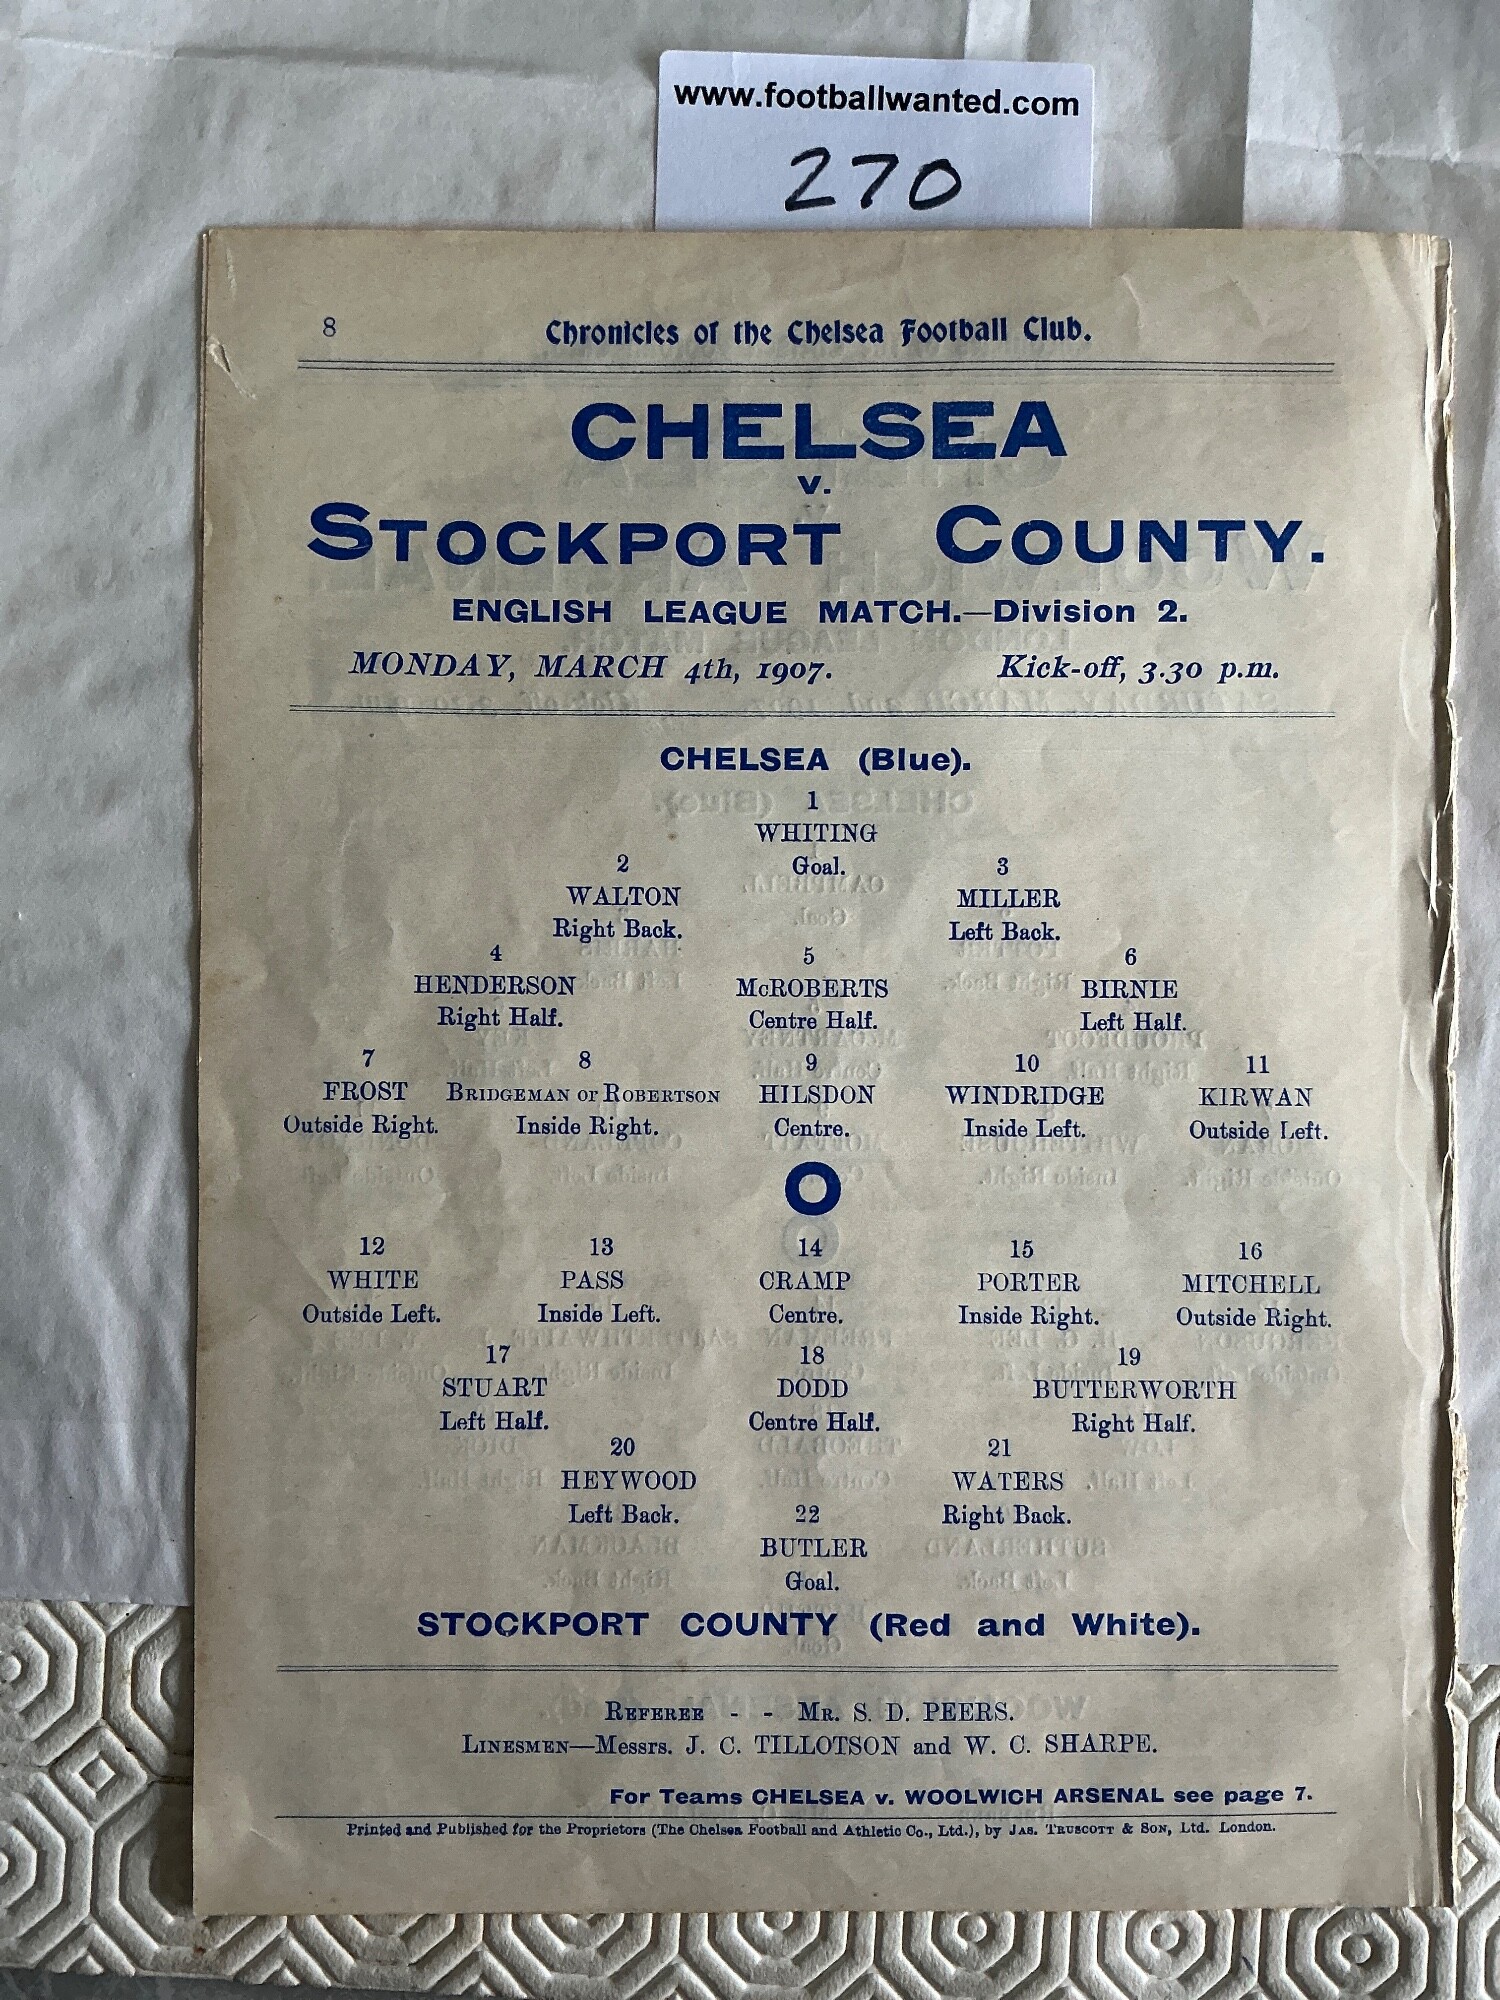 www.footballwanted.com
270
8 Chronicles of the Chelsea Football Club.
CHELSEA
v.
STOCKPORT COUNTY.
ENGLISH LEAGUE MATCH.—Division 2.
MONDAY, MARCH 4th, 1907. Kick-off, 3.30 p.m.
CHELSEA (Blue).
1
WHITING
Goal.
2 3
WALTON MILLER
Right Back. Left Back.
4 5 6
HENDERSON McROBERTS BIRNIE
Right Half. Centre Half. Left Half.
7 8 9 10 11
FROST BRIDGEMAN or ROBERTSON HILSDON WINDRIDGE KIRWAN
Outside Right. Inside Right. Centre. Inside Left. Outside Left.
O
12 13 14 15 16
WHITE PASS CRAMP PORTER MITCHELL
Outside Left. Inside Left. Centre. Inside Right. Outside Right.
17 18 19
STUART DODD BUTTERWORTH
Left Half. Centre Half. Right Half.
20 21
HEYWOOD WATERS
Left Back. Right Back.
22
BUTLER
Goal.
STOCKPORT COUNTY (Red and White).
REFEREE - - MR. S. D. PEERS.
LINESMEN—Messrs. J. C. TILLOTSON and W. C. SHARPE.
For Teams CHELSEA v. WOOLWICH ARSENAL see page 7.
Printed and Published for the Proprietors (The Chelsea Football and Athletic Co., Ltd.), by JAS. TRUSCOTT & SON, Ltd. London.